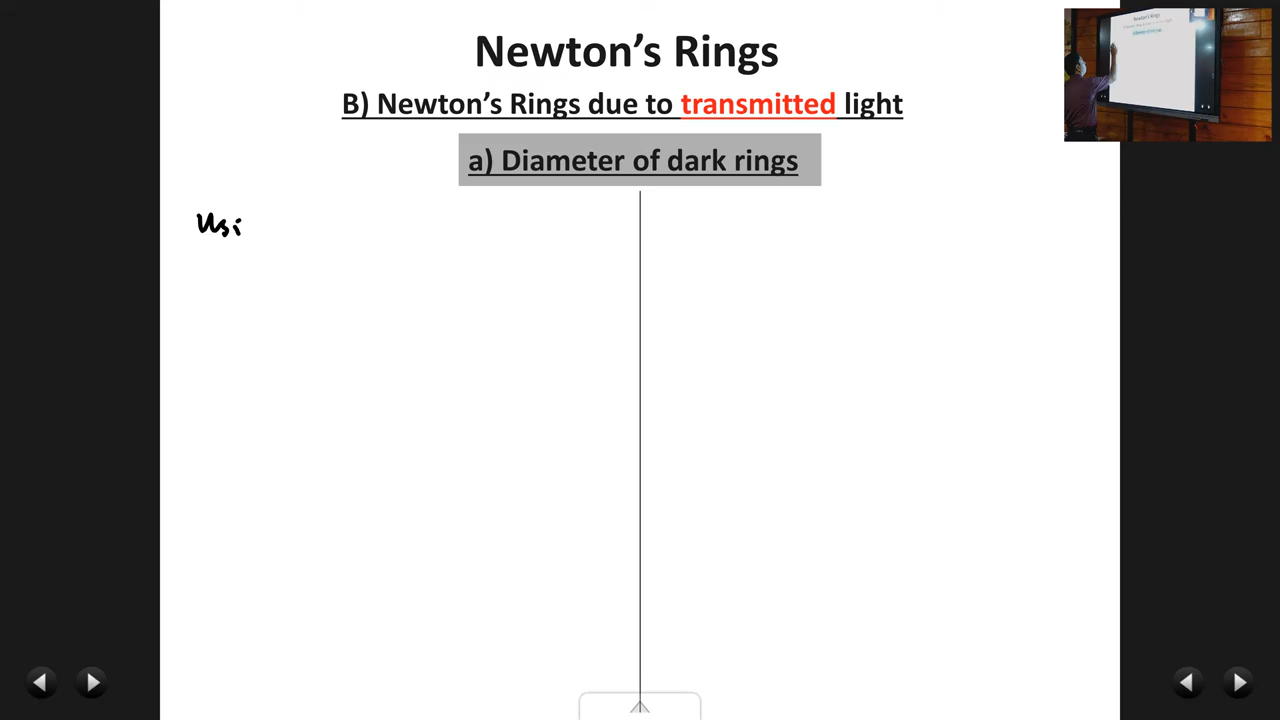 Newton's Rings
B) Newton's Rings due to transmitted light
a) Diameter of dark rings
Usi